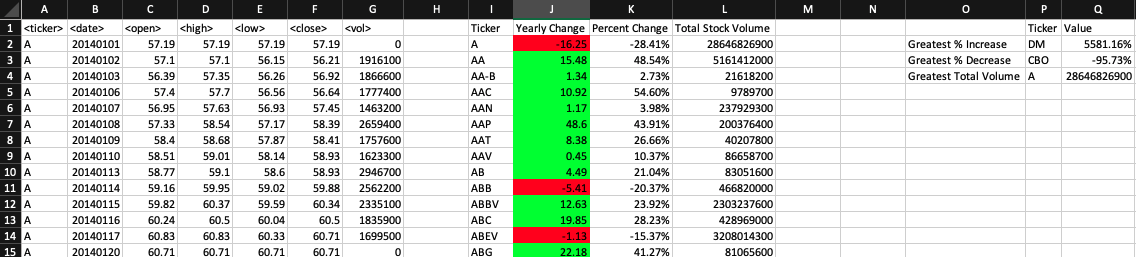 A B C D E F G H I J K L M N O P Q
1 <ticker> <date> <open> <high> <low> <close> <vol> Ticker Yearly Change Percent Change Total Stock Volume Ticker Value
2 A 20140101 57.19 57.19 57.19 57.19 0 A -16.25 -28.41% 28646826900 Greatest % Increase DM 5581.16%
3 A 20140102 57.1 57.1 56.15 56.21 1916100 AA 15.48 48.54% 5161412000 Greatest % Decrease CBO -95.73%
4 A 20140103 56.39 57.35 56.26 56.92 1866600 AA-B 1.34 2.73% 21618200 Greatest Total Volume A 28646826900
5 A 20140106 57.4 57.7 56.56 56.64 1777400 AAC 10.92 54.60% 9789700
6 A 20140107 56.95 57.63 56.93 57.45 1463200 AAN 1.17 3.98% 237929300
7 A 20140108 57.33 58.54 57.17 58.39 2659400 AAP 48.6 43.91% 200376400
8 A 20140109 58.4 58.68 57.87 58.41 1757600 AAT 8.38 26.66% 40207800
9 A 20140110 58.51 59.01 58.14 58.93 1623300 AAV 0.45 10.37% 86658700
10 A 20140113 58.77 59.1 58.6 58.93 2946700 AB 4.49 21.04% 83051600
11 A 20140114 59.16 59.95 59.02 59.88 2562200 ABB -5.41 -20.37% 466820000
12 A 20140115 59.82 60.37 59.59 60.34 2335100 ABBV 12.63 23.92% 2303237600
13 A 20140116 60.24 60.5 60.04 60.5 1835900 ABC 19.85 28.23% 428969000
14 A 20140117 60.83 60.83 60.33 60.71 1699500 ABEV -1.13 -15.37% 3208014300
15 A 20140120 60.71 60.71 60.71 60.71 0 ABG 22.18 41.27% 81065600